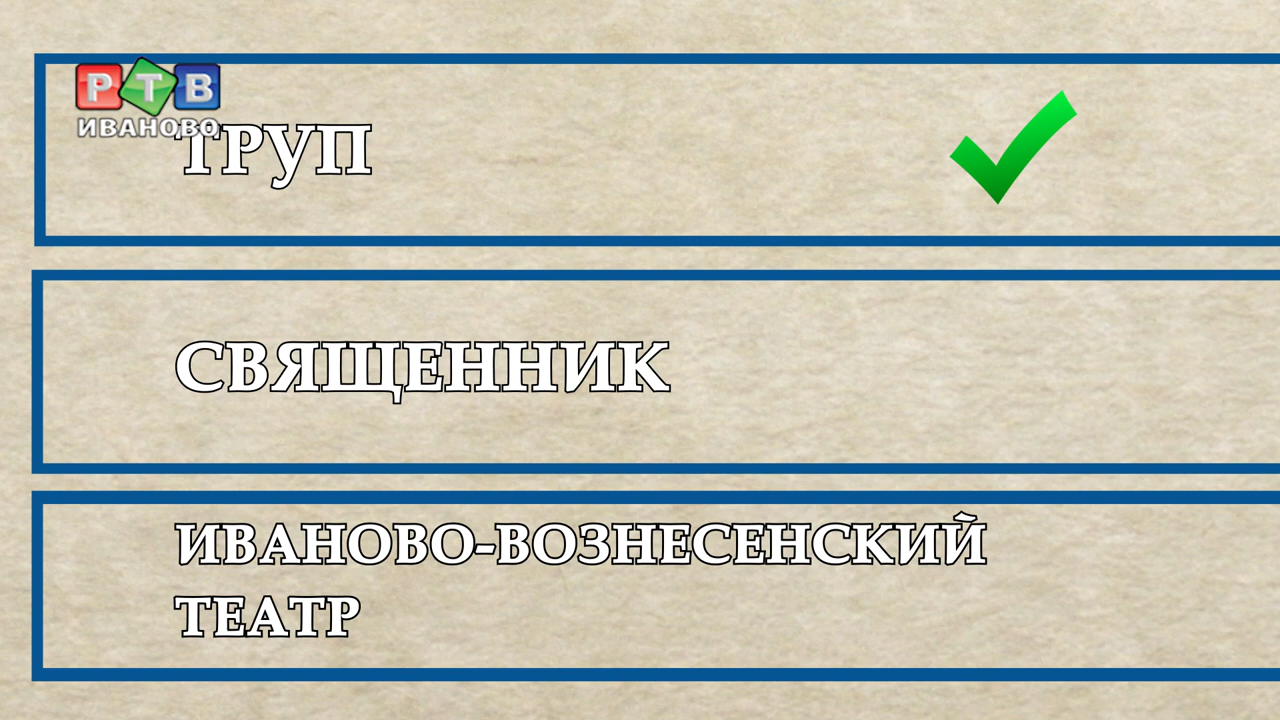 РТВ
ИВАНОВО
ТРУП
СВЯЩЕННИК
ИВАНОВО-ВОЗНЕСЕНСКИЙ
ТЕАТР